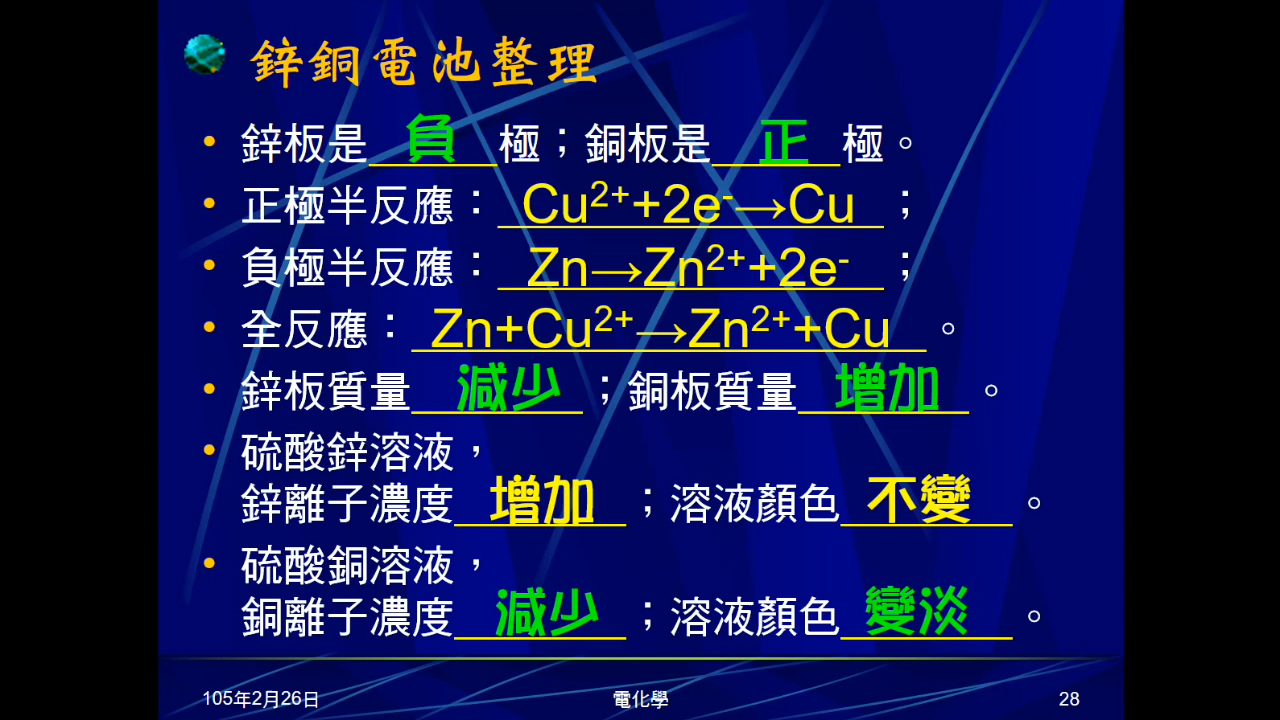 鋅銅電池整理
• 鋅板是 負 極；銅板是 正 極。
• 正極半反應： Cu²⁺+2e⁻→Cu ；
• 負極半反應： Zn→Zn²⁺+2e⁻ ；
• 全反應： Zn+Cu²⁺→Zn²⁺+Cu 。
• 鋅板質量 減少 ；銅板質量 增加 。
• 硫酸鋅溶液，
鋅離子濃度 增加 ；溶液顏色 不變 。
• 硫酸銅溶液，
銅離子濃度 減少 ；溶液顏色 變淡 。
105年2月26日 電化學 28